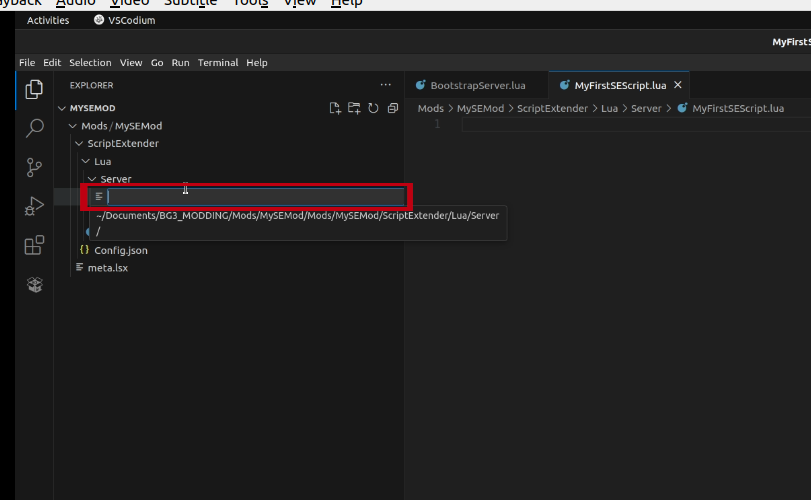 Audio Video Subtitle Tools View Help
Activities VSCodium
MyFirstS
File Edit Selection View Go Run Terminal Help
EXPLORER ···
BootstrapServer.lua MyFirstSEScript.lua
MYSEMOD
Mods > MySEMod > ScriptExtender > Lua > Server > MyFirstSEScript.lua
1
Mods / MySEMod
ScriptExtender
Lua
Server
~/Documents/BG3_MODDING/Mods/MySEMod/Mods/MySEMod/ScriptExtender/Lua/Server
/
{} Config.json
meta.lsx